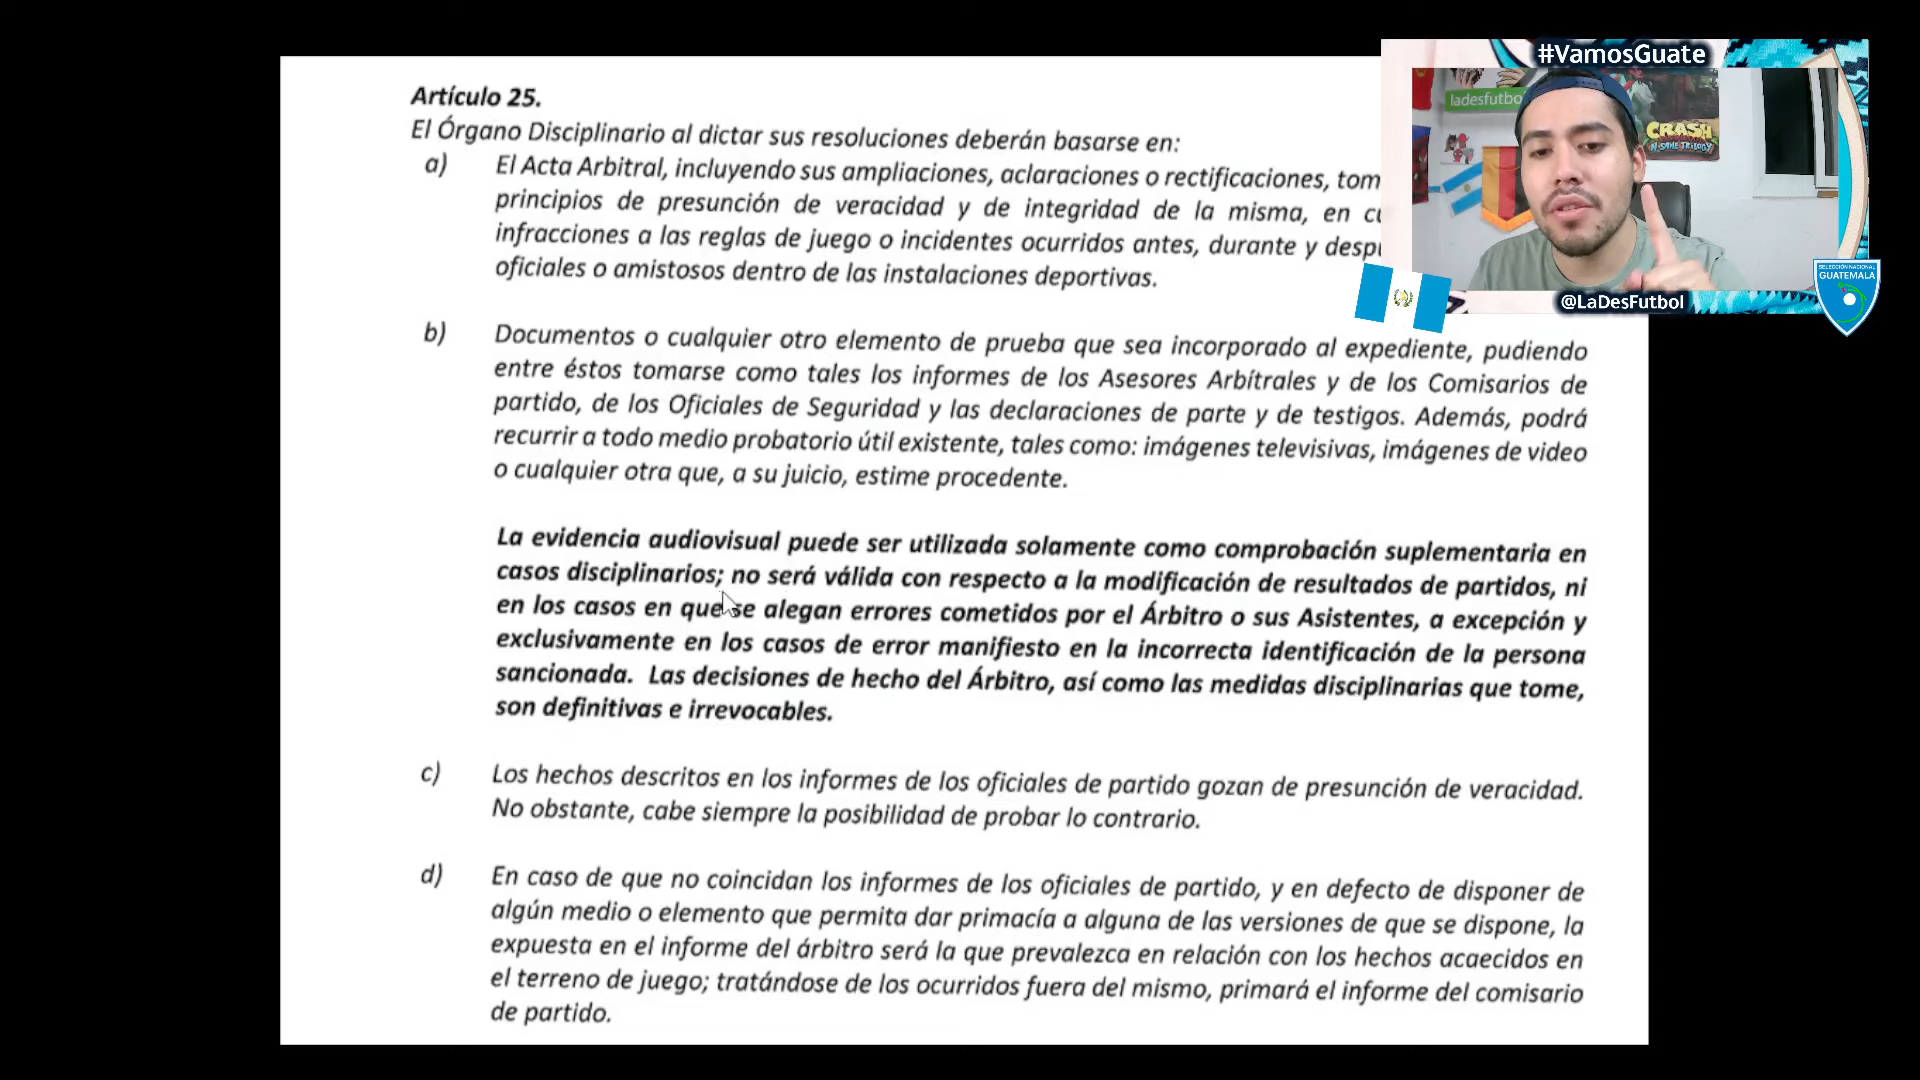 Artículo 25.
El Órgano Disciplinario al dictar sus resoluciones deberán basarse en:
a) El Acta Arbitral, incluyendo sus ampliaciones, aclaraciones o rectificaciones, tom
principios de presunción de veracidad y de integridad de la misma, en cu
infracciones a las reglas de juego o incidentes ocurridos antes, durante y desp
oficiales o amistosos dentro de las instalaciones deportivas.
b) Documentos o cualquier otro elemento de prueba que sea incorporado al expediente, pudiendo
entre éstos tomarse como tales los informes de los Asesores Arbítrales y de los Comisarios de
partido, de los Oficiales de Seguridad y las declaraciones de parte y de testigos. Además, podrá
recurrir a todo medio probatorio útil existente, tales como: imágenes televisivas, imágenes de video
o cualquier otra que, a su juicio, estime procedente.
La evidencia audiovisual puede ser utilizada solamente como comprobación suplementaria en
casos disciplinarios; no será válida con respecto a la modificación de resultados de partidos, ni
en los casos en que se alegan errores cometidos por el Árbitro o sus Asistentes, a excepción y
exclusivamente en los casos de error manifiesto en la incorrecta identificación de la persona
sancionada. Las decisiones de hecho del Árbitro, así como las medidas disciplinarias que tome,
son definitivas e irrevocables.
c) Los hechos descritos en los informes de los oficiales de partido gozan de presunción de veracidad.
No obstante, cabe siempre la posibilidad de probar lo contrario.
d) En caso de que no coincidan los informes de los oficiales de partido, y en defecto de disponer de
algún medio o elemento que permita dar primacía a alguna de las versiones de que se dispone, la
expuesta en el informe del árbitro será la que prevalezca en relación con los hechos acaecidos en
el terreno de juego; tratándose de los ocurridos fuera del mismo, primará el informe del comisario
de partido.
#VamosGuate
ladesfutbol
CRASH
N. SANE TRILOGY
@LaDesFutbol
SELECCIÓN NACIONAL
GUATEMALA